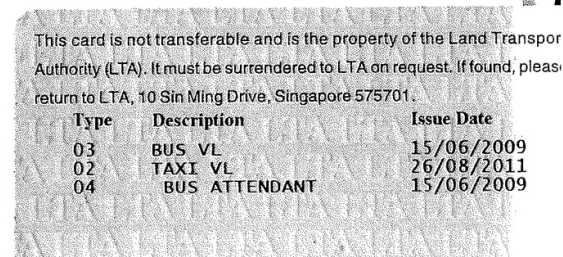 This card is not transferable and is the property of the Land Transpor
Authority (LTA). It must be surrendered to LTA on request. If found, pleas
return to LTA, 10 Sin Ming Drive, Singapore 575701.
Type Description Issue Date
03 BUS VL 15/06/2009
02 TAXI VL 26/08/2011
04 BUS ATTENDANT 15/06/2009